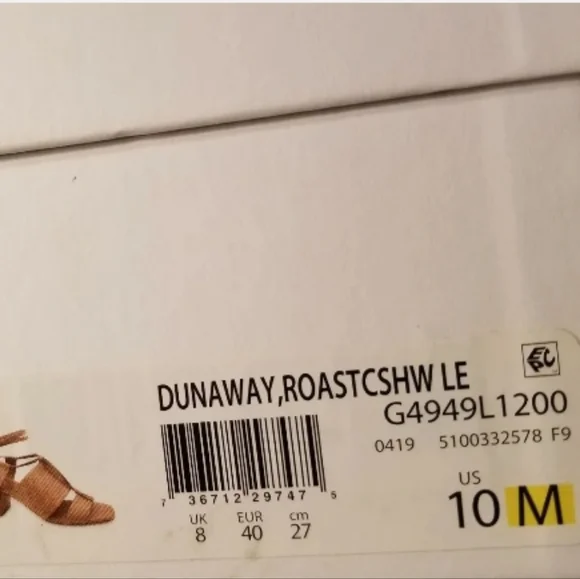 DUNAWAY,ROASTCSHW LE
G4949L1200
0419 5100332578 F9
7 36712 29747 5
UK EUR cm
8 40 27
US
10 M